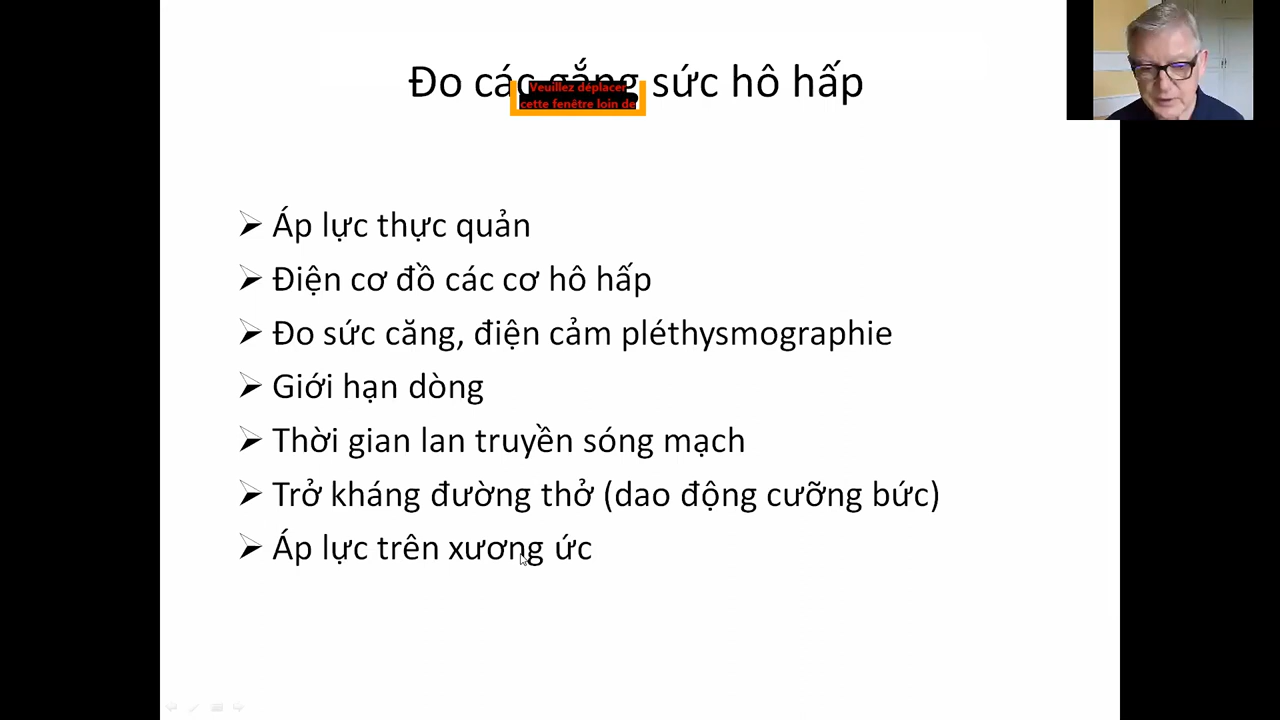 Đo các gắng sức hô hấp
Veuillez déplacer
cette fenêtre loin de
Áp lực thực quản
Điện cơ đồ các cơ hô hấp
Đo sức căng, điện cảm pléthysmographie
Giới hạn dòng
Thời gian lan truyền sóng mạch
Trở kháng đường thở (dao động cưỡng bức)
Áp lực trên xương ức